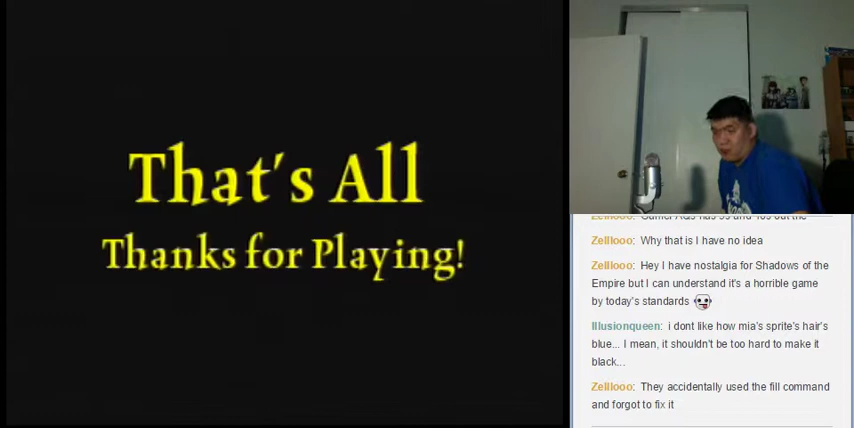 That's All
Thanks for Playing!
Zelllooo: Why that is I have no idea
Zelllooo: Hey I have nostalgia for Shadows of the
Empire but I can understand it's a horrible game
by today's standards
Illusionqueen: i dont like how mia's sprite's hair's
blue... I mean, it shouldn't be too hard to make it
black...
Zelllooo: They accidentally used the fill command
and forgot to fix it